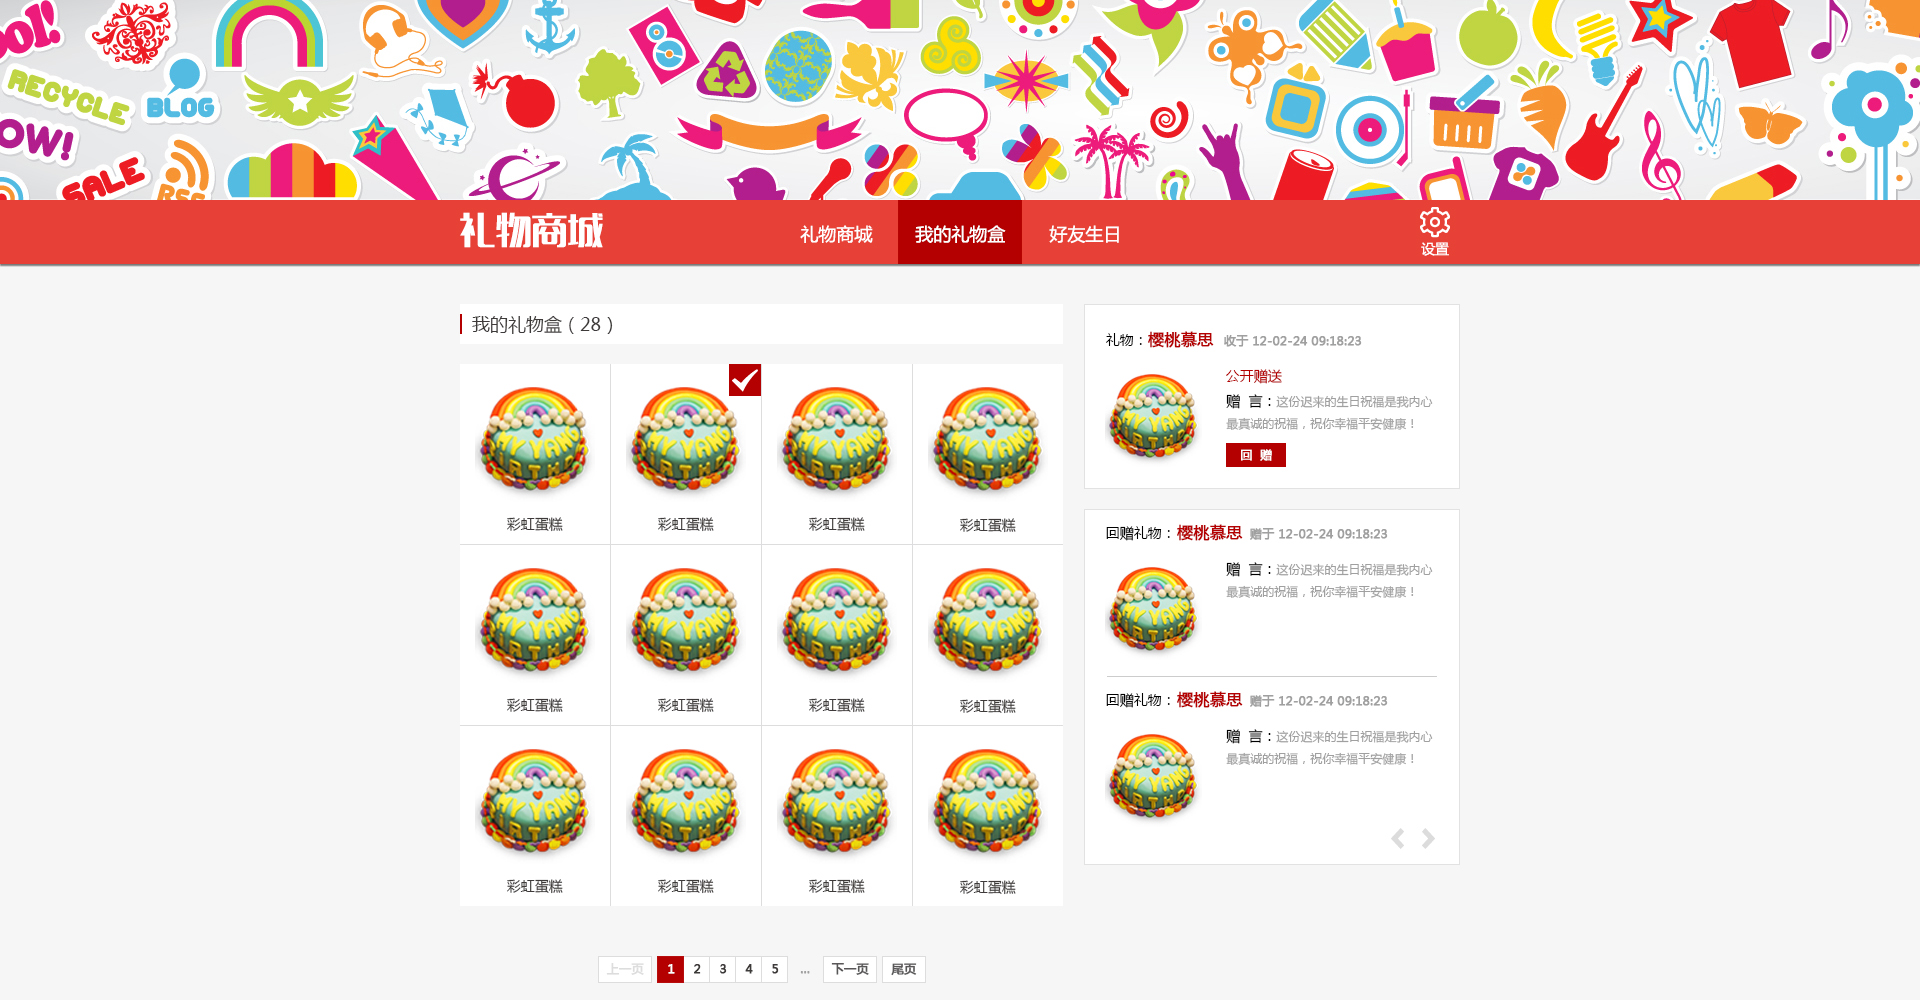 OOL!
RECYCLE
BLOG
OW!
SALE
RSS
礼物商城
礼物商城 我的礼物盒 好友生日
设置
我的礼物盒（28）
彩虹蛋糕 彩虹蛋糕 彩虹蛋糕 彩虹蛋糕
彩虹蛋糕 彩虹蛋糕 彩虹蛋糕 彩虹蛋糕
彩虹蛋糕 彩虹蛋糕 彩虹蛋糕 彩虹蛋糕
礼物：樱桃慕思 收于 12-02-24 09:18:23
公开赠送
赠 言：这份迟来的生日祝福是我内心
最真诚的祝福，祝你幸福平安健康！
回 赠
回赠礼物：樱桃慕思 赠于 12-02-24 09:18:23
赠 言：这份迟来的生日祝福是我内心
最真诚的祝福，祝你幸福平安健康！
回赠礼物：樱桃慕思 赠于 12-02-24 09:18:23
赠 言：这份迟来的生日祝福是我内心
最真诚的祝福，祝你幸福平安健康！
上一页 1 2 3 4 5 ... 下一页 尾页